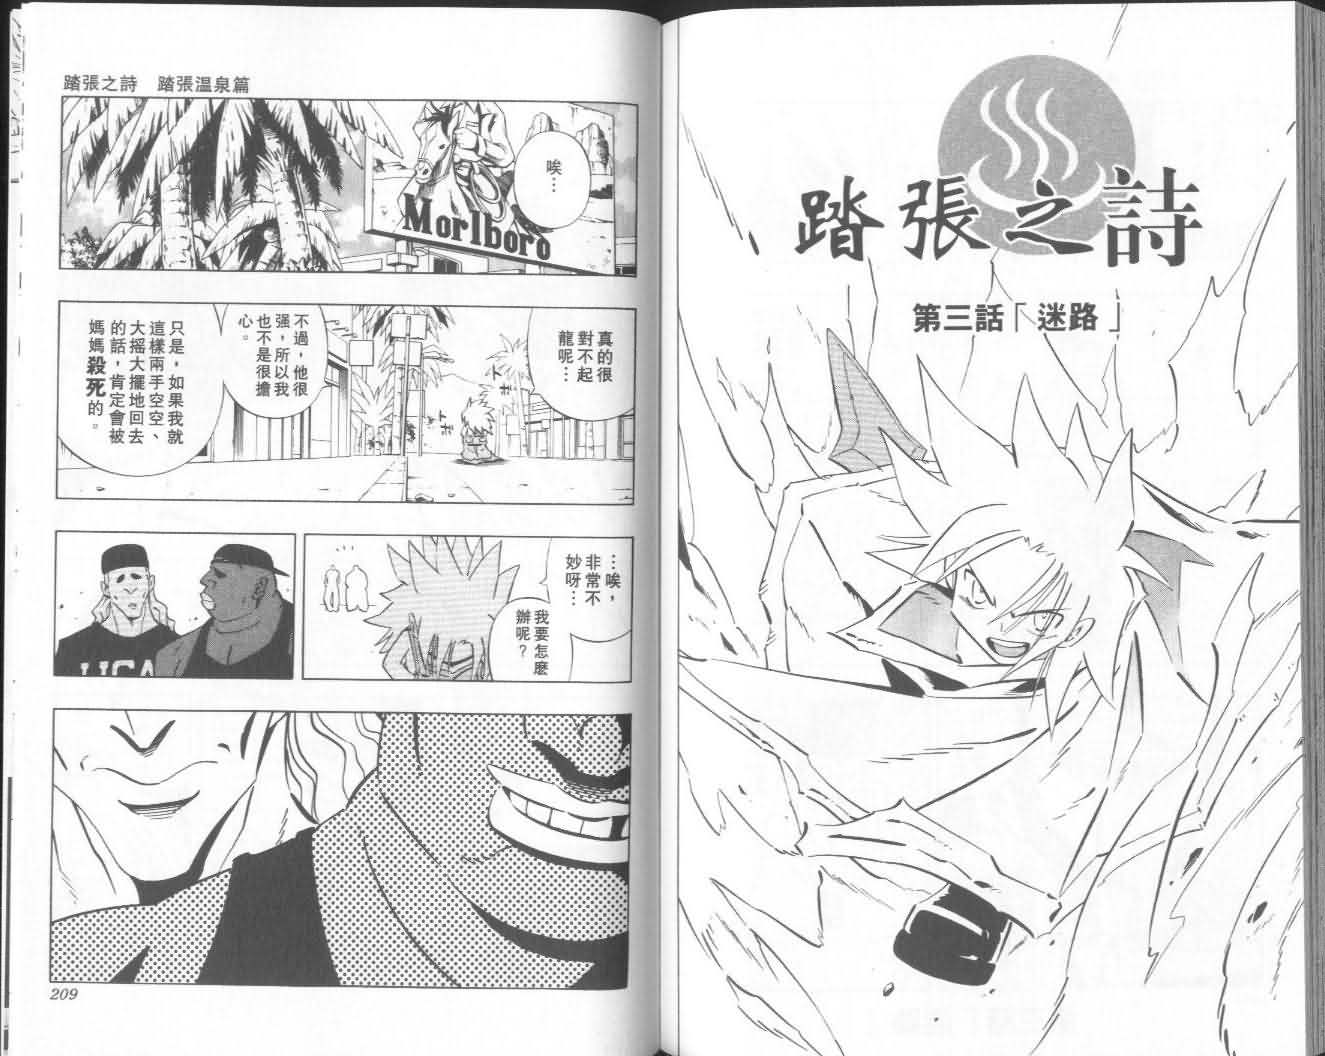 踏張之詩
第三話「迷路」
踏張之詩　踏張溫泉篇
唉…
Morlboro
真的很
對不起
龍呢…
不過，他很
强，所以我
也不是很擔
心。
只是，如果我就
這樣兩手空空、
大摇大擺地回去
的話，肯定會被
媽媽殺死的。
…唉，
非常不
妙呀…
我要怎麽
辦呢？
UCA
209